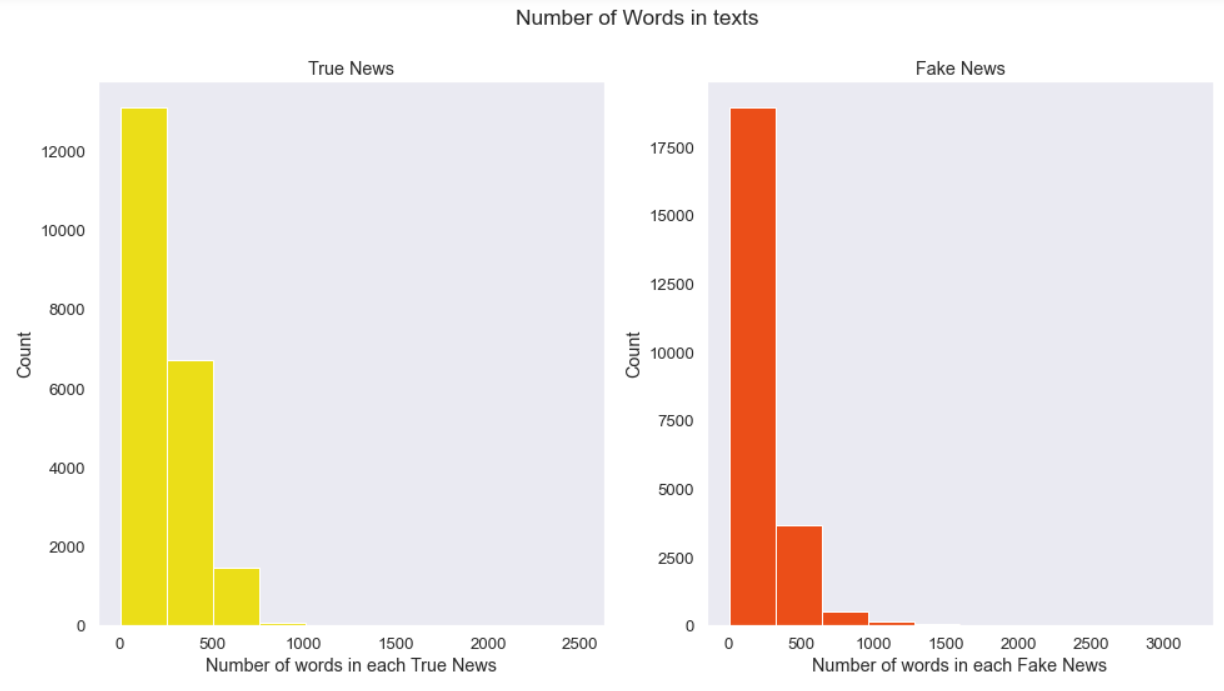 Number of Words in texts
True News
Count
12000
10000
8000
6000
4000
2000
0
0 500 1000 1500 2000 2500
Number of words in each True News
Fake News
Count
17500
15000
12500
10000
7500
5000
2500
0
0 500 1000 1500 2000 2500 3000
Number of words in each Fake News